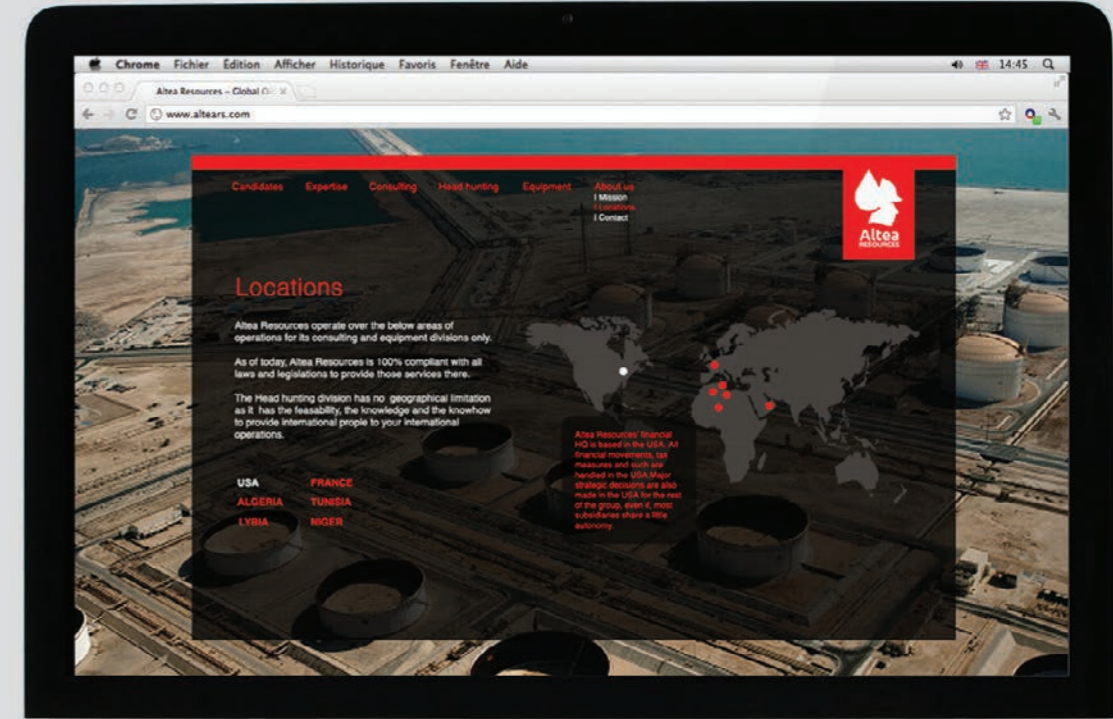 Chrome Fichier Édition Afficher Historique Favoris Fenêtre Aide 14:45
Altea Resources – Global
www.altears.com
Candidates Expertise Consulting Head hunting Equipment About us
| Mission
| Locations
| Contact
Altea
RESOURCES
Locations
Altea Resources operate over the below areas of
operations for its consulting and equipment divisions only.
As of today, Altea Resources is 100% compliant with all
laws and legislations to provide those services there.
The Head hunting division has no geographical limitation
as it has the feasability, the knowledge and the knowhow
to provide international prople to your international
operations.
USA FRANCE
ALGERIA TUNISIA
LYBIA NIGER
Altea Resources' financial
HQ is based in the USA. All
financial movements, tax
measures and such are
handled in the USA.Major
strategic decisions are also
made in the USA for the rest
of the group, even if, most
subsidiaries share a little
autonomy.